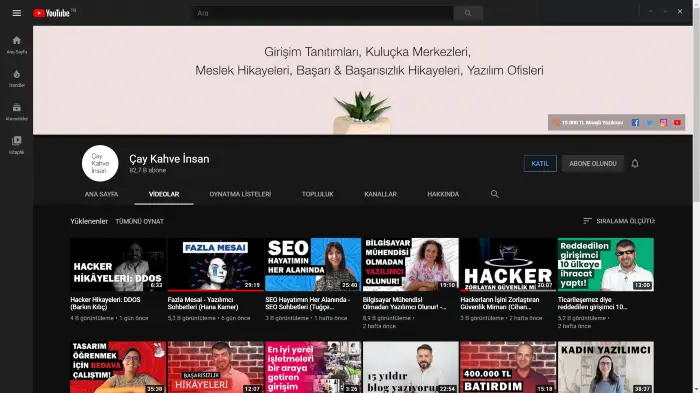 YouTube TR
Ara
Ana Sayfa
Trendler
Abonelikler
Kitaplık
Girişim Tanıtımları, Kuluçka Merkezleri,
Meslek Hikayeleri, Başarı & Başarısızlık Hikayeleri, Yazılım Ofisleri
15.000 TL Maaşlı Yazılımcı
Çay
Kahve
İnsan
Çay Kahve İnsan
82,7 B abone
KATIL
ABONE OLUNDU
ANA SAYFA VİDEOLAR OYNATMA LİSTELERİ TOPLULUK KANALLAR HAKKINDA
Yüklenenler TÜMÜNÜ OYNAT
SIRALAMA ÖLÇÜTÜ:
HACKER
HİKÂYELERİ: DDOS
6:33
Hacker Hikayeleri: DDOS
(Barkın Kılıç)
4 B görüntüleme • 1 gün önce
FAZLA MESAI
29:19
Fazla Mesai - Yazılımcı
Sohbetleri (Hana Kamer)
5,3 B görüntüleme • 6 gün önce
SEO
HAYATIMIN
HER ALANINDA
25:40
SEO Hayatımın Her Alanında -
SEO Sohbetleri (Tuğçe...
3 B görüntüleme • 1 hafta önce
BİLGİSAYAR
MÜHENDİSİ
OLMADAN
YAZILIMCI
OLUNUR!
19:10
Bilgisayar Mühendisi
Olmadan Yazılımcı Olunur! -...
8,9 B görüntüleme •
2 hafta önce
HACKER
ZORLAYAN GÜVENLİK M
30:07
Hackerların İşini Zorlaştıran
Güvenlik Mimarı (Cihan...
3 B görüntüleme • 2 hafta önce
Reddedilen
girişimci
10 ülkeye
ihracat
yaptı!
13:00
Ticarileşmez diye
reddedilen girişimci 10...
5,2 B görüntüleme •
2 hafta önce
TASARIM
ÖĞRENMEK
İÇİN BEDAVA
ÇALIŞTIM!
35:38
BAŞARISIZLIK
HİKÂYELERİ
12:07
En iyi yerel
işletmeleri
bir araya
getiren
girişim
3:26
15 yıldır
blog yazıyorum
22:54
400.000 TL
BATIRDIM
15:18
KADIN YAZILIMCI
38:37